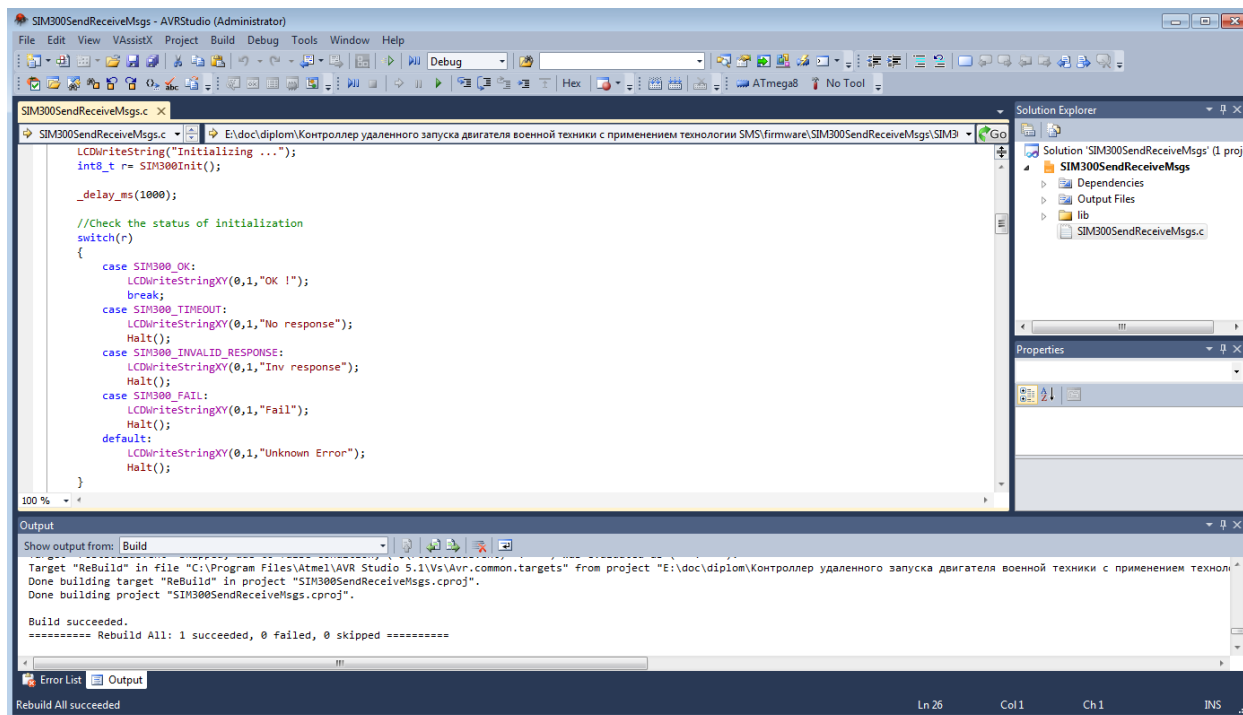 SIM300SendReceiveMsgs - AVRStudio (Administrator)
File Edit View VAssistX Project Build Debug Tools Window Help
Debug
Hex ATmega8 No Tool
SIM300SendReceiveMsgs.c
SIM300SendReceiveMsgs.c E:\doc\diplom\Контроллер удаленного запуска двигателя военной техники с применением технологии SMS\firmware\SIM300SendReceiveMsgs\SIM3 Go
LCDWriteString("Initializing ...");
int8_t r= SIM300Init();
_delay_ms(1000);
//Check the status of initialization
switch(r)
{
case SIM300_OK:
LCDWriteStringXY(0,1,"OK !");
break;
case SIM300_TIMEOUT:
LCDWriteStringXY(0,1,"No response");
Halt();
case SIM300_INVALID_RESPONSE:
LCDWriteStringXY(0,1,"Inv response");
Halt();
case SIM300_FAIL:
LCDWriteStringXY(0,1,"Fail");
Halt();
default:
LCDWriteStringXY(0,1,"Unknown Error");
Halt();
}
100 %
Solution Explorer
Solution 'SIM300SendReceiveMsgs' (1 proj
SIM300SendReceiveMsgs
Dependencies
Output Files
lib
SIM300SendReceiveMsgs.c
Properties
Output
Show output from: Build
Target "ReBuild" in file "C:\Program Files\Atmel\AVR Studio 5.1\Vs\Avr.common.targets" from project "E:\doc\diplom\Контроллер удаленного запуска двигателя военной техники с применением технол
Done building target "ReBuild" in project "SIM300SendReceiveMsgs.cproj".
Done building project "SIM300SendReceiveMsgs.cproj".
Build succeeded.
========== Rebuild All: 1 succeeded, 0 failed, 0 skipped ==========
Error List Output
Rebuild All succeeded Ln 26 Col 1 Ch 1 INS